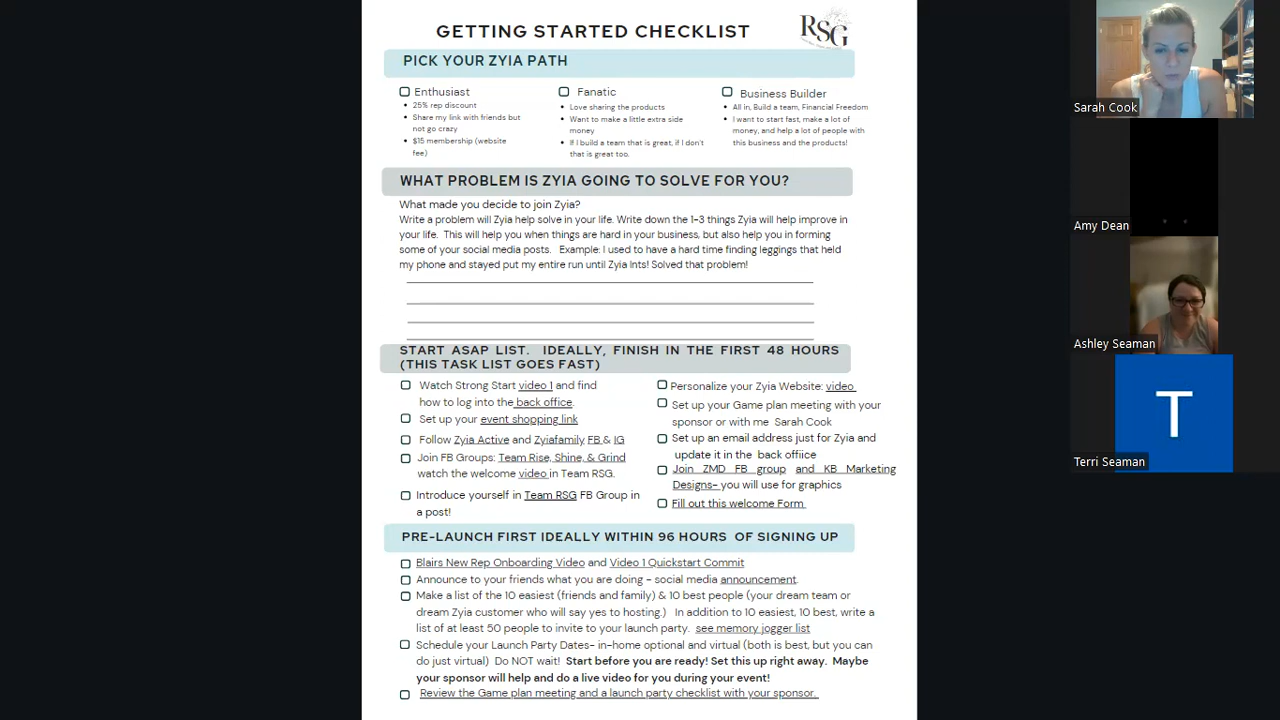 GETTING STARTED CHECKLIST
RSG
PICK YOUR ZYIA PATH
Enthusiast
25% rep discount
Share my link with friends but
not go crazy
$15 membership (website
fee)
Fanatic
Love sharing the products
Want to make a little extra side
money
If I build a team that is great, if I don't
that is great too.
Business Builder
All in, Build a team, Financial Freedom
I want to start fast, make a lot of
money, and help a lot of people with
this business and the products!
WHAT PROBLEM IS ZYIA GOING TO SOLVE FOR YOU?
What made you decide to join Zyia?
Write a problem will Zyia help solve in your life. Write down the 1-3 things Zyia will help improve in
your life. This will help you when things are hard in your business, but also help you in forming
some of your social media posts. Example: I used to have a hard time finding leggings that held
my phone and stayed put my entire run until Zyia Ints! Solved that problem!
START ASAP LIST. IDEALLY, FINISH IN THE FIRST 48 HOURS
(THIS TASK LIST GOES FAST)
Watch Strong Start video 1 and find
how to log into the back office.
Set up your event shopping link
Follow Zyia Active and Zyiafamily FB & IG
Join FB Groups: Team Rise, Shine, & Grind
watch the welcome video in Team RSG.
Introduce yourself in Team RSG FB Group in
a post!
Personalize your Zyia Website: video
Set up your Game plan meeting with your
sponsor or with me Sarah Cook
Set up an email address just for Zyia and
update it in the back offiice
Join ZMD FB group and KB Marketing
Designs- you will use for graphics
Fill out this welcome Form
PRE-LAUNCH FIRST IDEALLY WITHIN 96 HOURS OF SIGNING UP
Blairs New Rep Onboarding Video and Video 1 Quickstart Commit
Announce to your friends what you are doing - social media announcement.
Make a list of the 10 easiest (friends and family) & 10 best people (your dream team or
dream Zyia customer who will say yes to hosting.) In addition to 10 easiest, 10 best, write a
list of at least 50 people to invite to your launch party. see memory jogger list
Schedule your Launch Party Dates- in-home optional and virtual (both is best, but you can
do just virtual) Do NOT wait! Start before you are ready! Set this up right away. Maybe
your sponsor will help and do a live video for you during your event!
Review the Game plan meeting and a launch party checklist with your sponsor.
Sarah Cook
Amy Dean
Ashley Seaman
T
Terri Seaman